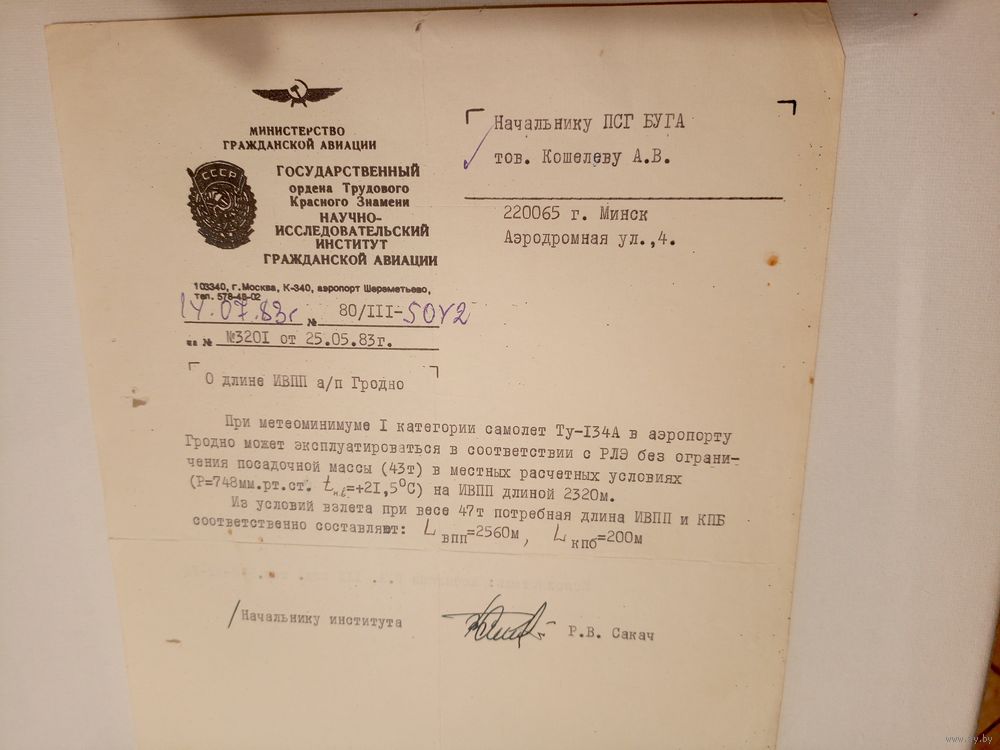 МИНИСТЕРСТВО
ГРАЖДАНСКОЙ АВИАЦИИ
СССР
ГОСУДАРСТВЕННЫЙ
ордена Трудового
Красного Знамени
НАУЧНО-
ИССЛЕДОВАТЕЛЬСКИЙ
ИНСТИТУТ
ГРАЖДАНСКОЙ АВИАЦИИ
103340, г.Москва, К-340, аэропорт Шереметьево,
тел. 578-48-02
14.07.83г № 80/III-5042
на № №3201 от 25.05.83г.
Начальнику ПСГ БУГА
тов. Кошелеву А.В.
220065 г. Минск
Аэродромная ул.,4.
О длине ИВПП а/п Гродно
При метеоминимуме I категории самолет Ту-134А в аэропорту
Гродно может эксплуатироваться в соответствии с РЛЭ без ограни-
чения посадочной массы (43т) в местных расчетных условиях
(Р=748мм.рт.ст. t =+21,5°С) на ИВПП длиной 2320м.
Из условий взлета при весе 47т потребная длина ИВПП и КПБ
соответственно составляют: L впп=2560м, L кпб=200м
/Начальнику института Р.В. Сакач
www.ay.by